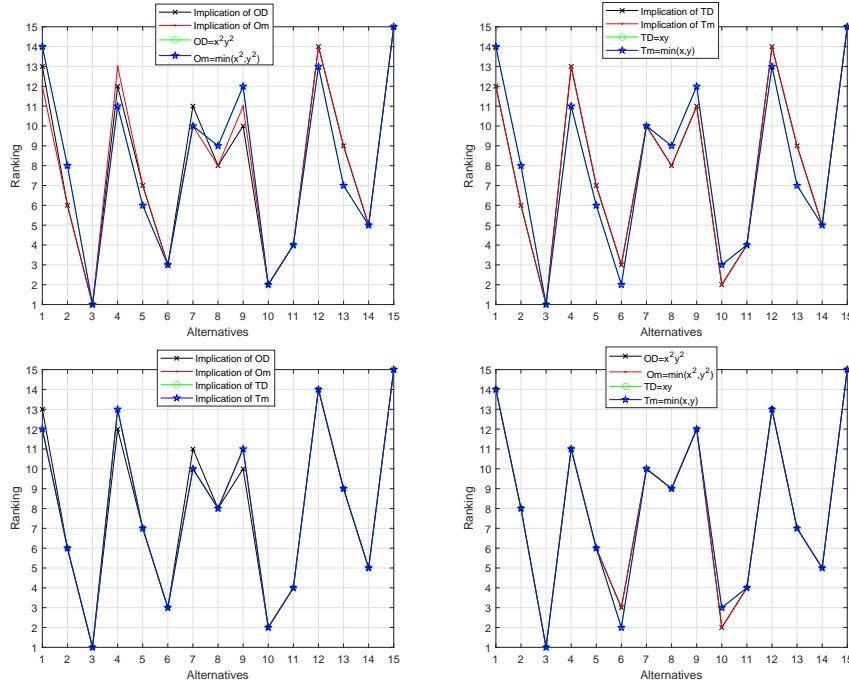 Implication of OD
Implication of Om
OD=x²y²
Om=min(x²,y²)
15
14
13
12
11
10
9
8
7
6
5
4
3
2
1
Ranking
1 2 3 4 5 6 7 8 9 10 11 12 13 14 15
Alternatives
Implication of TD
Implication of Tm
TD=xy
Tm=min(x,y)
15
14
13
12
11
10
9
8
7
6
5
4
3
2
1
Ranking
1 2 3 4 5 6 7 8 9 10 11 12 13 14 15
Alternatives
Implication of OD
Implication of Om
Implication of TD
Implication of Tm
15
14
13
12
11
10
9
8
7
6
5
4
3
2
1
Ranking
1 2 3 4 5 6 7 8 9 10 11 12 13 14 15
Alternatives
OD=x²y²
Om=min(x²,y²)
TD=xy
Tm=min(x,y)
15
14
13
12
11
10
9
8
7
6
5
4
3
2
1
Ranking
1 2 3 4 5 6 7 8 9 10 11 12 13 14 15
Alternatives